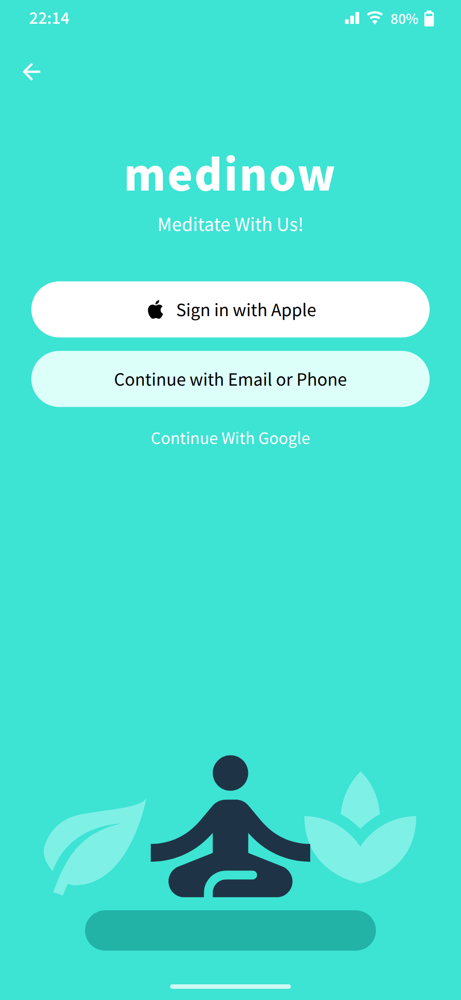 22:14
80%
medinow
Meditate With Us!
Sign in with Apple
Continue with Email or Phone
Continue With Google